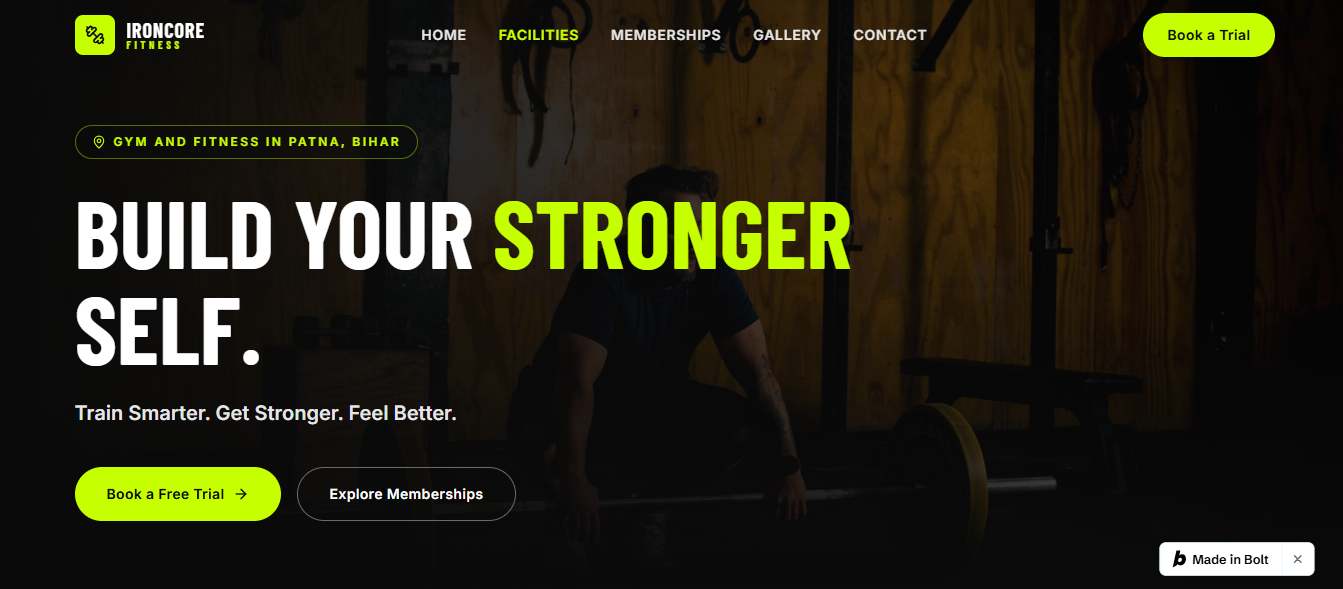 IRONCORE
FITNESS
HOME
FACILITIES
MEMBERSHIPS
GALLERY
CONTACT
Book a Trial
GYM AND FITNESS IN PATNA, BIHAR
BUILD YOUR STRONGER
SELF.
Train Smarter. Get Stronger. Feel Better.
Book a Free Trial →
Explore Memberships
b Made in Bolt ×